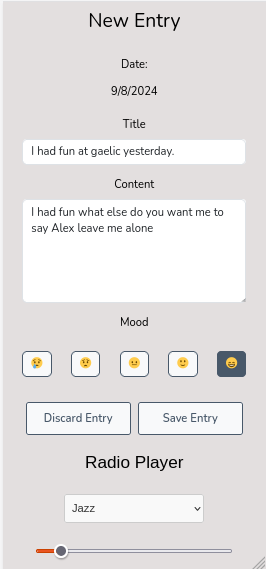 New Entry
Date:
9/8/2024
Title
I had fun at gaelic yesterday.
Content
I had fun what else do you want me to
say Alex leave me alone
Mood
Discard Entry Save Entry
Radio Player
Jazz